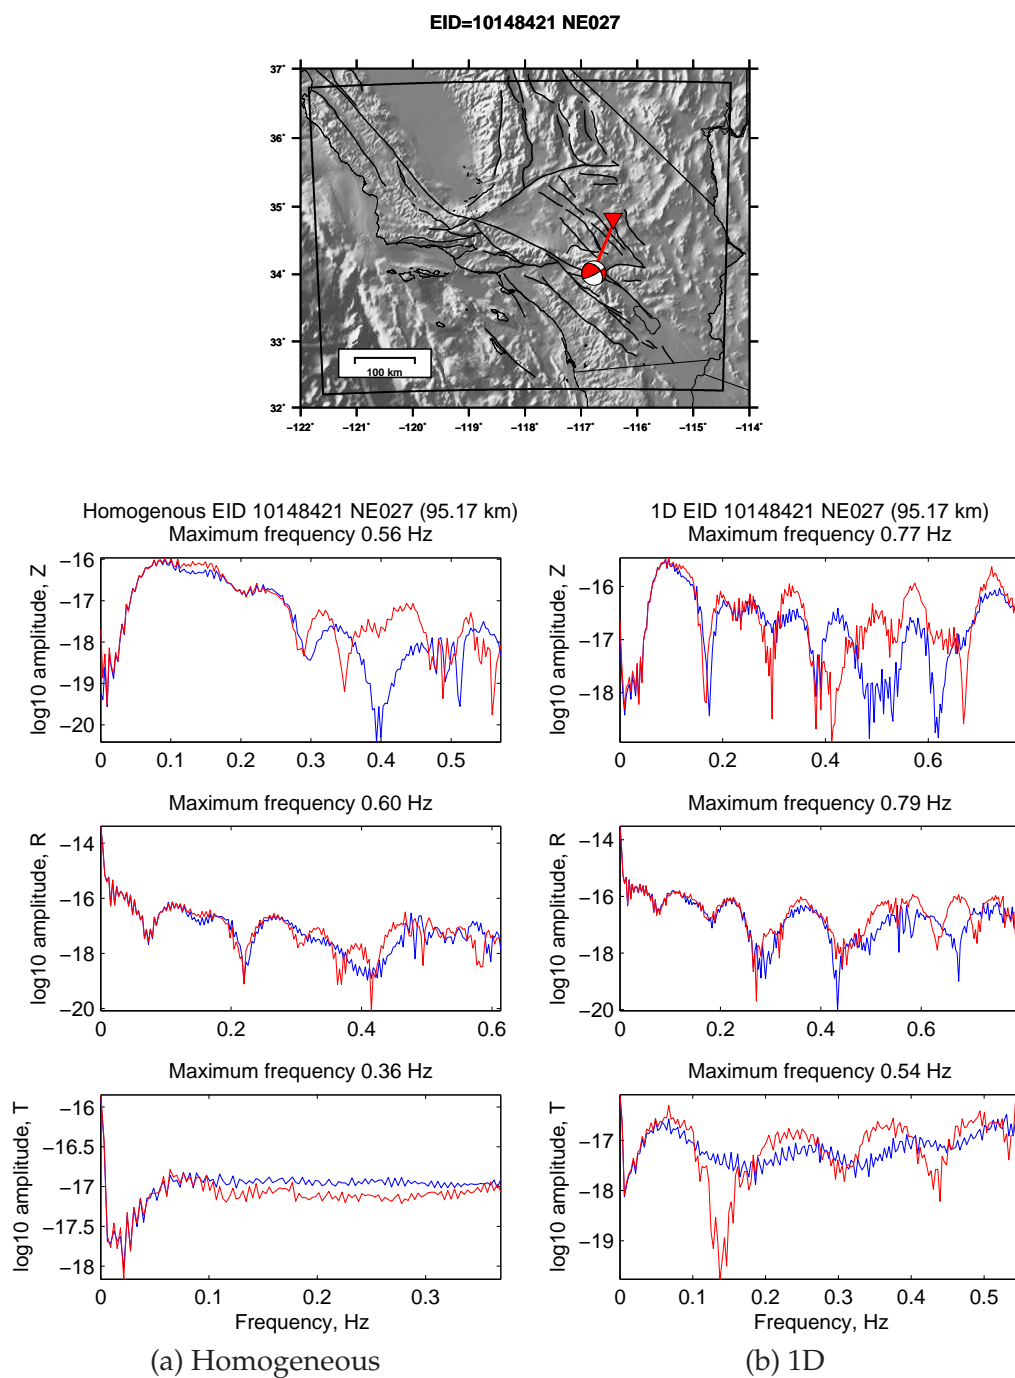 EID=10148421 NE027
37°
36°
35°
34°
33°
32°
100 km
−122° −121° −120° −119° −118° −117° −116° −115° −114°
Homogenous EID 10148421 NE027 (95.17 km)
Maximum frequency 0.56 Hz
log10 amplitude, Z
−16
−17
−18
−19
−20
0 0.1 0.2 0.3 0.4 0.5
Maximum frequency 0.60 Hz
log10 amplitude, R
−14
−16
−18
−20
0 0.2 0.4 0.6
Maximum frequency 0.36 Hz
log10 amplitude, T
−16
−16.5
−17
−17.5
−18
0 0.1 0.2 0.3
Frequency, Hz
(a) Homogeneous
1D EID 10148421 NE027 (95.17 km)
Maximum frequency 0.77 Hz
log10 amplitude, Z
−16
−17
−18
0 0.2 0.4 0.6
Maximum frequency 0.79 Hz
log10 amplitude, R
−14
−16
−18
−20
0 0.2 0.4 0.6
Maximum frequency 0.54 Hz
log10 amplitude, T
−17
−18
−19
0 0.1 0.2 0.3 0.4 0.5
Frequency, Hz
(b) 1D